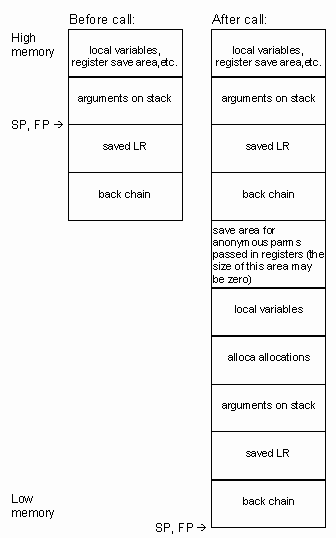 Before call:
After call:
High
memory
local variables,
register save area,etc.
arguments on stack
SP, FP →
saved LR
back chain
local variables,
register save area,etc.
arguments on stack
saved LR
back chain
save area for
anonymous parms
passed in registers (the
size of this area may
be zero)
local variables
alloca allocations
arguments on stack
saved LR
back chain
Low
memory
SP, FP →